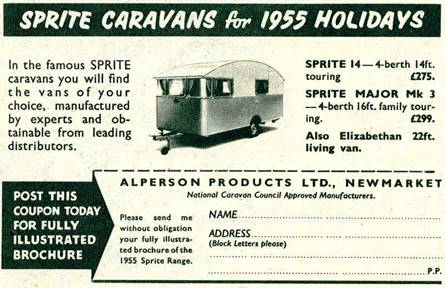 SPRITE CARAVANS for 1955 HOLIDAYS
In the famous SPRITE
caravans you will find
the vans of your
choice, manufactured
by experts and ob-
tainable from leading
distributors.
SPRITE 14—4-berth 14ft.
touring £275.
SPRITE MAJOR Mk 3
—4-berth 16ft. family tour-
ing. £299.
Also Elizabethan 22ft.
living van.
POST THIS
COUPON TODAY
FOR FULLY
ILLUSTRATED
BROCHURE
ALPERSON PRODUCTS LTD., NEWMARKET
National Caravan Council Approved Manufacturers.
Please send me
without obligation
your fully illustra-
ted brochure of the
1955 Sprite Range.
NAME
ADDRESS
(Black Letters please)
P.P.